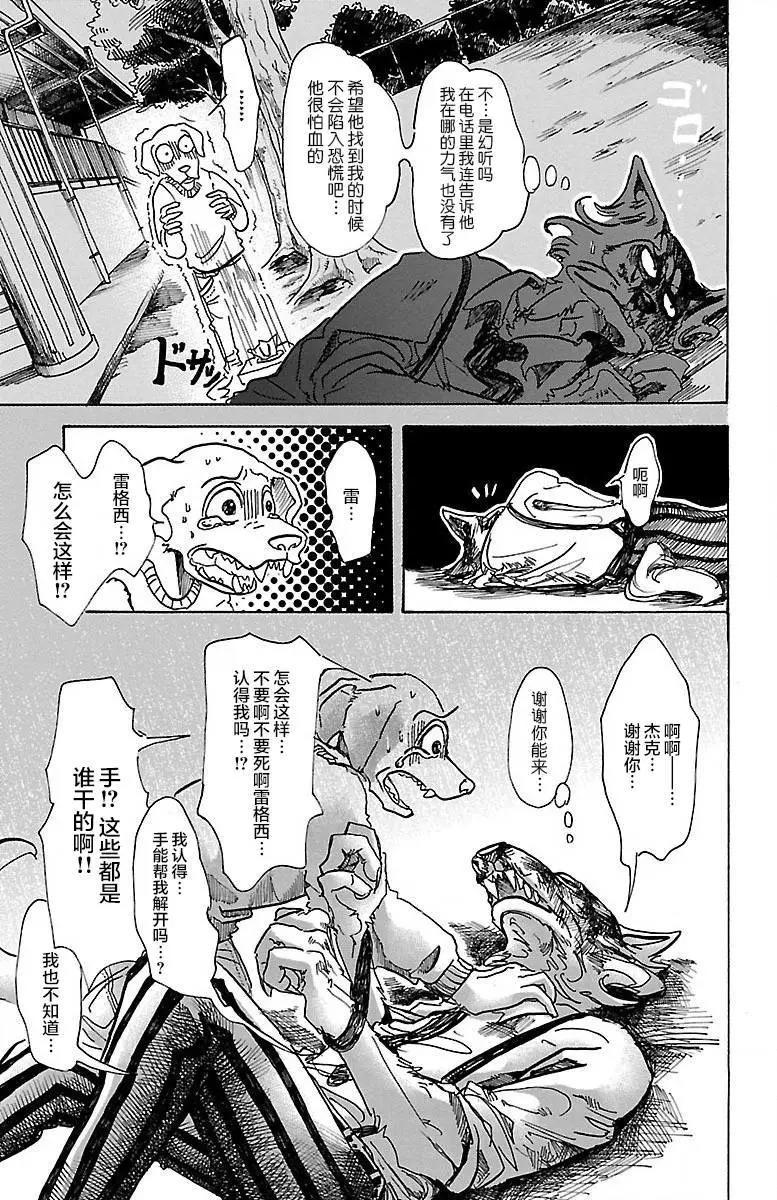 ゴロ…
不…是幻听吗
在电话里我连告诉他
我在哪的力气也没有了
希望他找到我的时候
不会陷入恐慌吧…
他很怕血的
……
ドサッ
呃啊
雷…
雷格西…!?
怎么会这样!?
啊啊——
杰克…
谢谢你…
谢谢你能来…
怎会这样…
不要啊不要死啊雷格西…
认得我吗…!?
手!?这些都是
谁干的啊!!
我认得…
手能帮我解开吗…?
我也不知道…